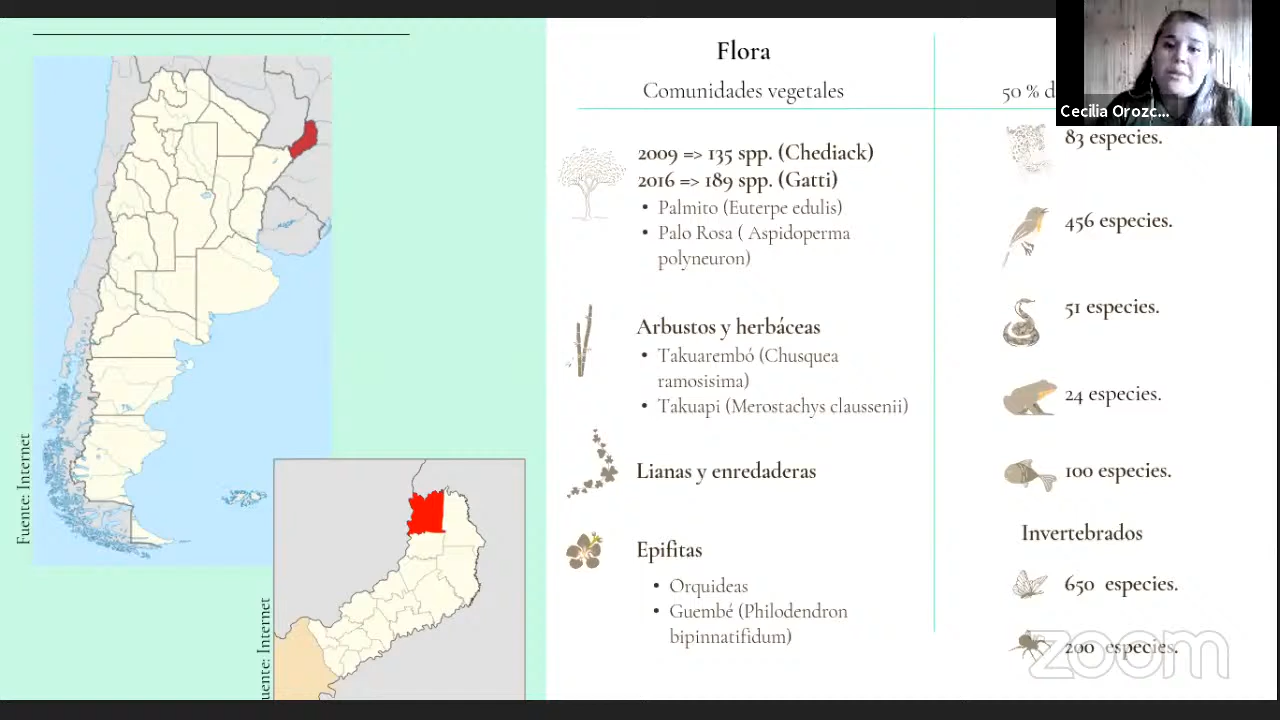 Flora
Comunidades vegetales
2009 => 135 spp. (Chediack)
2016 => 189 spp. (Gatti)
• Palmito (Euterpe edulis)
• Palo Rosa ( Aspidoperma
polyneuron)
Arbustos y herbáceas
• Takuarembó (Chusquea
ramosisima)
• Takuapi (Merostachys claussenii)
Lianas y enredaderas
Epifitas
• Orquideas
• Guembé (Philodendron
bipinnatifidum)
50 % d
83 especies.
456 especies.
51 especies.
24 especies.
100 especies.
Invertebrados
650 especies.
200 especies.
Cecilia Orozc...
Fuente: Internet
uente: Internet
zoom